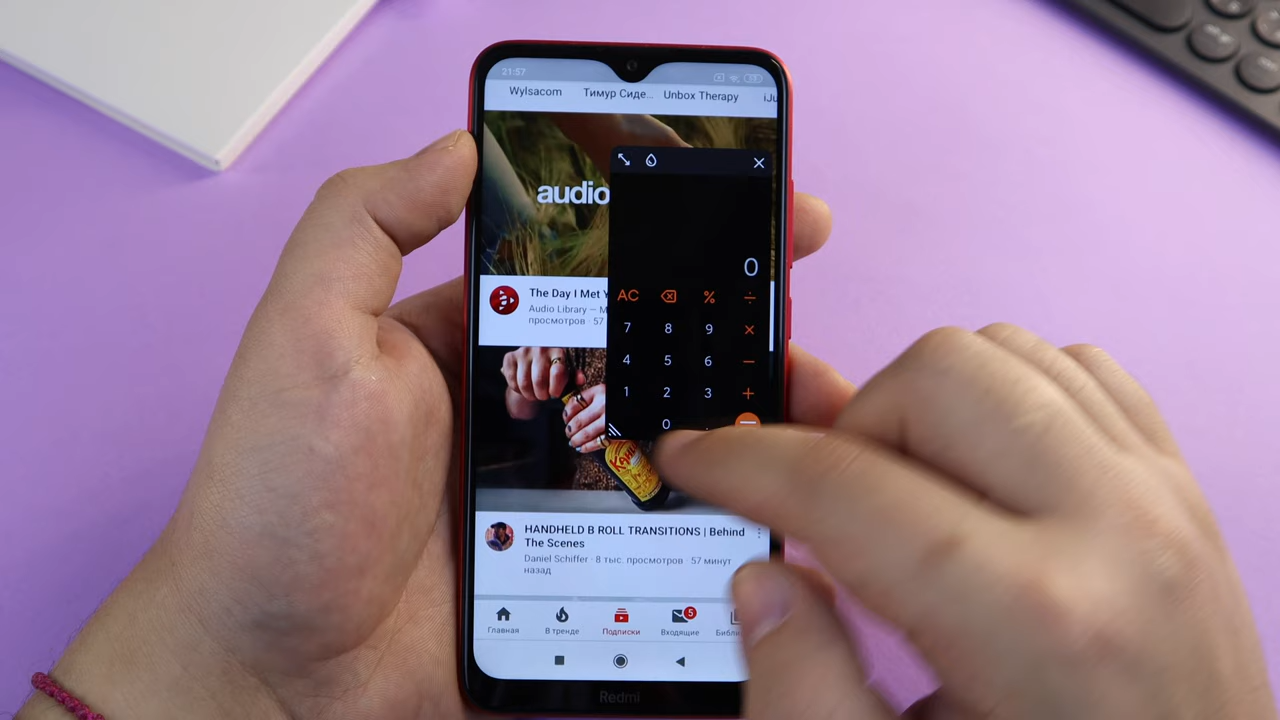 21:57
Wylsacom Тимур Сиде... Unbox Therapy iJu
audio
0
AC % ÷
7 8 9 ×
4 5 6 −
1 2 3 +
0
The Day I Met Y
Audio Library — M
просмотров · 57
HANDHELD B ROLL TRANSITIONS | Behind
The Scenes
Daniel Schiffer · 8 тыс. просмотров · 57 минут
назад
5
Главная В тренде Подписки Входящие Библи
Redmi